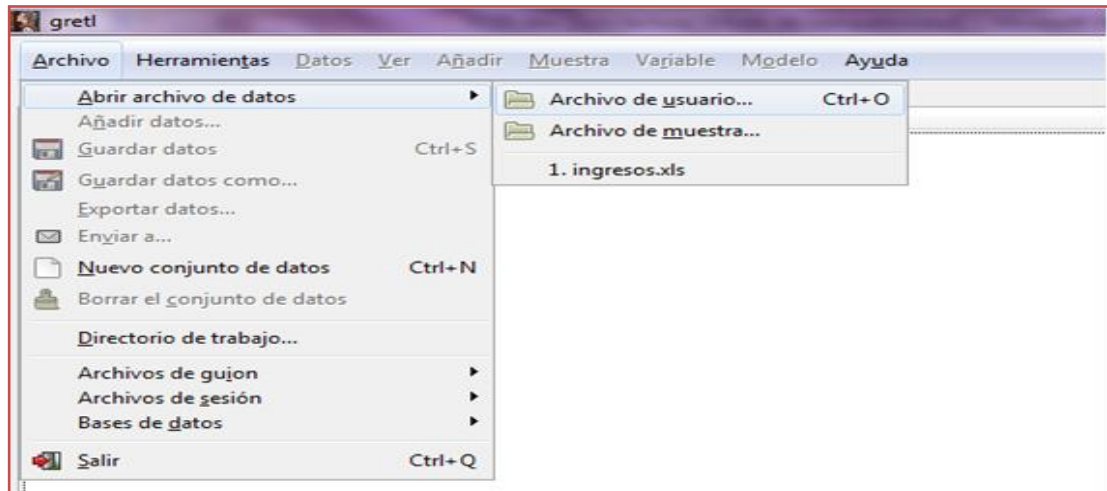 gretl
Archivo Herramientas Datos Ver Añadir Muestra Variable Modelo Ayuda
Abrir archivo de datos
Añadir datos...
Guardar datos Ctrl+S
Guardar datos como...
Exportar datos...
Enviar a...
Nuevo conjunto de datos Ctrl+N
Borrar el conjunto de datos
Directorio de trabajo...
Archivos de guion
Archivos de sesión
Bases de datos
Salir Ctrl+Q
Archivo de usuario... Ctrl+O
Archivo de muestra...
1. ingresos.xls